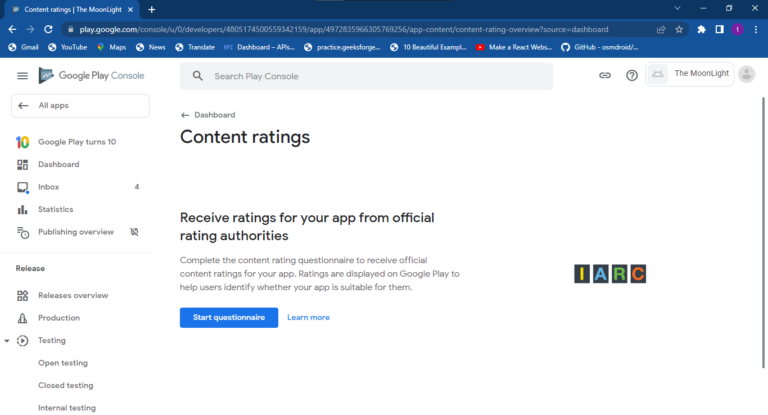 Content ratings | The MoonLight
play.google.com/console/u/0/developers/4805174500559342159/app/4972835966305769256/app-content/content-rating-overview?source=dashboard
t
Gmail
YouTube
Maps
News
Translate
Dashboard – APIs...
practice.geeksforge...
10 Beautiful Exampl...
Make a React Webs...
GitHub - osmdroid/...
Google Play Console
Search Play Console
The MoonLight
All apps
Dashboard
Content ratings
10 Google Play turns 10
Dashboard
Inbox 4
Statistics
Publishing overview
Release
Releases overview
Production
Testing
Open testing
Closed testing
Internal testing
Receive ratings for your app from official
rating authorities
Complete the content rating questionnaire to receive official
content ratings for your app. Ratings are displayed on Google Play to
help users identify whether your app is suitable for them.
Start questionnaire Learn more
IARC